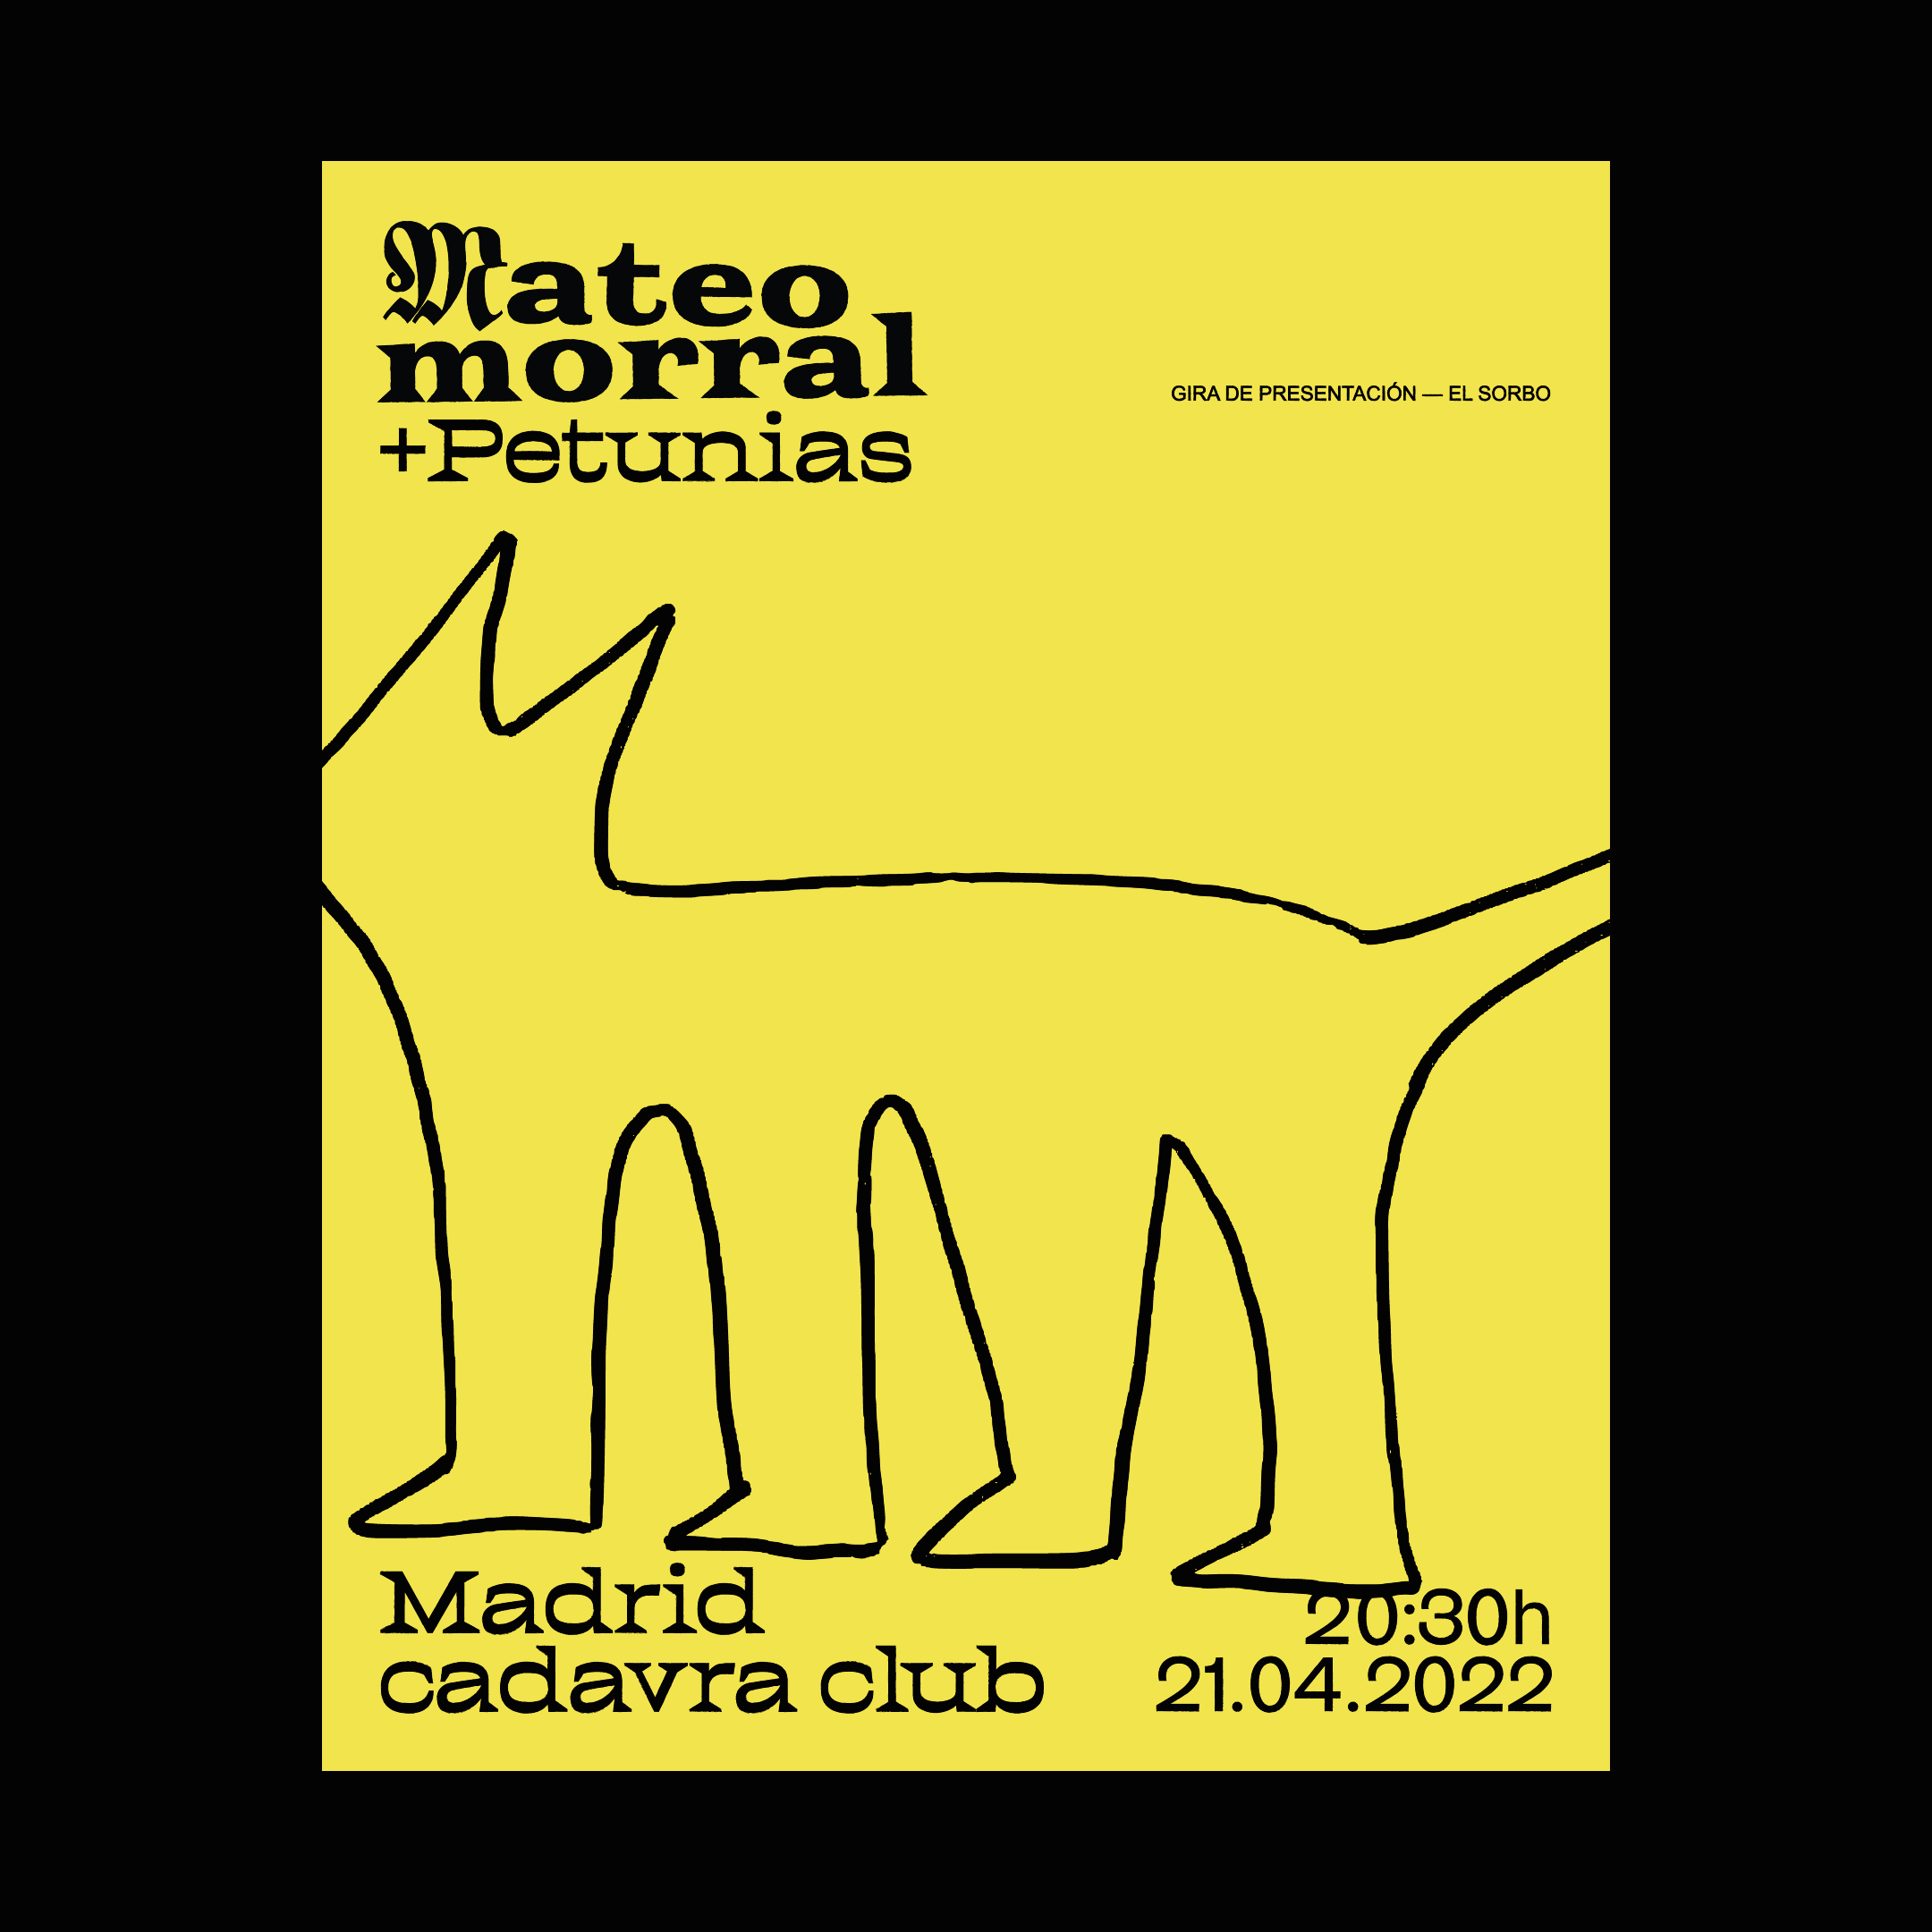 Mateo
morral
+Petunias
GIRA DE PRESENTACIÓN — EL SORBO
Madrid
cadavra club
20:30h
21.04.2022